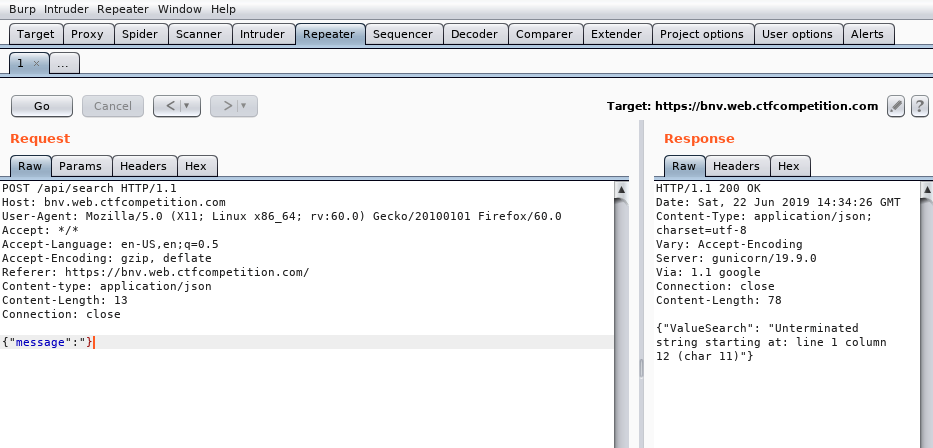 Burp Intruder Repeater Window Help
Target Proxy Spider Scanner Intruder Repeater Sequencer Decoder Comparer Extender Project options User options Alerts
1 × ...
Go Cancel < ▼ > ▼ Target: https://bnv.web.ctfcompetition.com ?
Request
Raw Params Headers Hex
POST /api/search HTTP/1.1
Host: bnv.web.ctfcompetition.com
User-Agent: Mozilla/5.0 (X11; Linux x86_64; rv:60.0) Gecko/20100101 Firefox/60.0
Accept: */*
Accept-Language: en-US,en;q=0.5
Accept-Encoding: gzip, deflate
Referer: https://bnv.web.ctfcompetition.com/
Content-type: application/json
Content-Length: 13
Connection: close
{"message":"}
Response
Raw Headers Hex
HTTP/1.1 200 OK
Date: Sat, 22 Jun 2019 14:34:26 GMT
Content-Type: application/json;
charset=utf-8
Vary: Accept-Encoding
Server: gunicorn/19.9.0
Via: 1.1 google
Connection: close
Content-Length: 78
{"ValueSearch": "Unterminated
string starting at: line 1 column
12 (char 11)"}